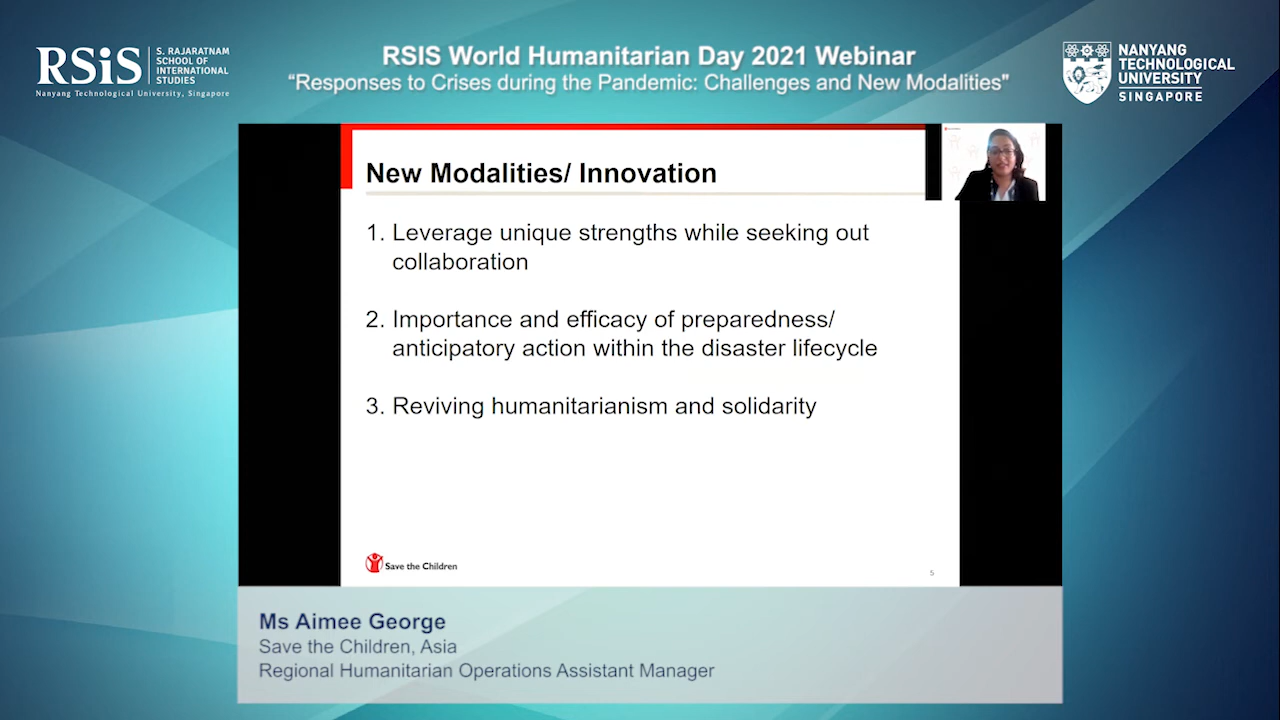 RSiS
S. RAJARATNAM
SCHOOL OF
INTERNATIONAL
STUDIES
Nanyang Technological University, Singapore
RSIS World Humanitarian Day 2021 Webinar
“Responses to Crises during the Pandemic: Challenges and New Modalities"
NANYANG
TECHNOLOGICAL
UNIVERSITY
SINGAPORE
New Modalities/ Innovation
1. Leverage unique strengths while seeking out
collaboration
2. Importance and efficacy of preparedness/
anticipatory action within the disaster lifecycle
3. Reviving humanitarianism and solidarity
Save the Children
5
Ms Aimee George
Save the Children, Asia
Regional Humanitarian Operations Assistant Manager